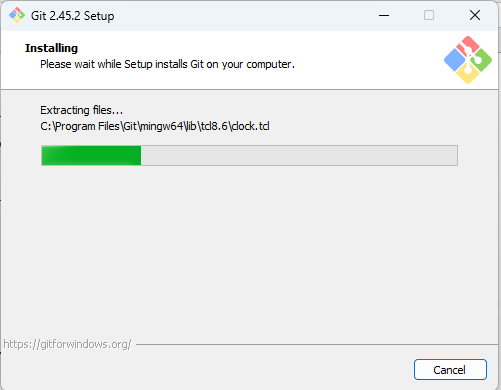 Git 2.45.2 Setup
Installing
Please wait while Setup installs Git on your computer.
Extracting files...
C:\Program Files\Git\mingw64\lib\tcl8.6\clock.tcl
https://gitforwindows.org/
Cancel